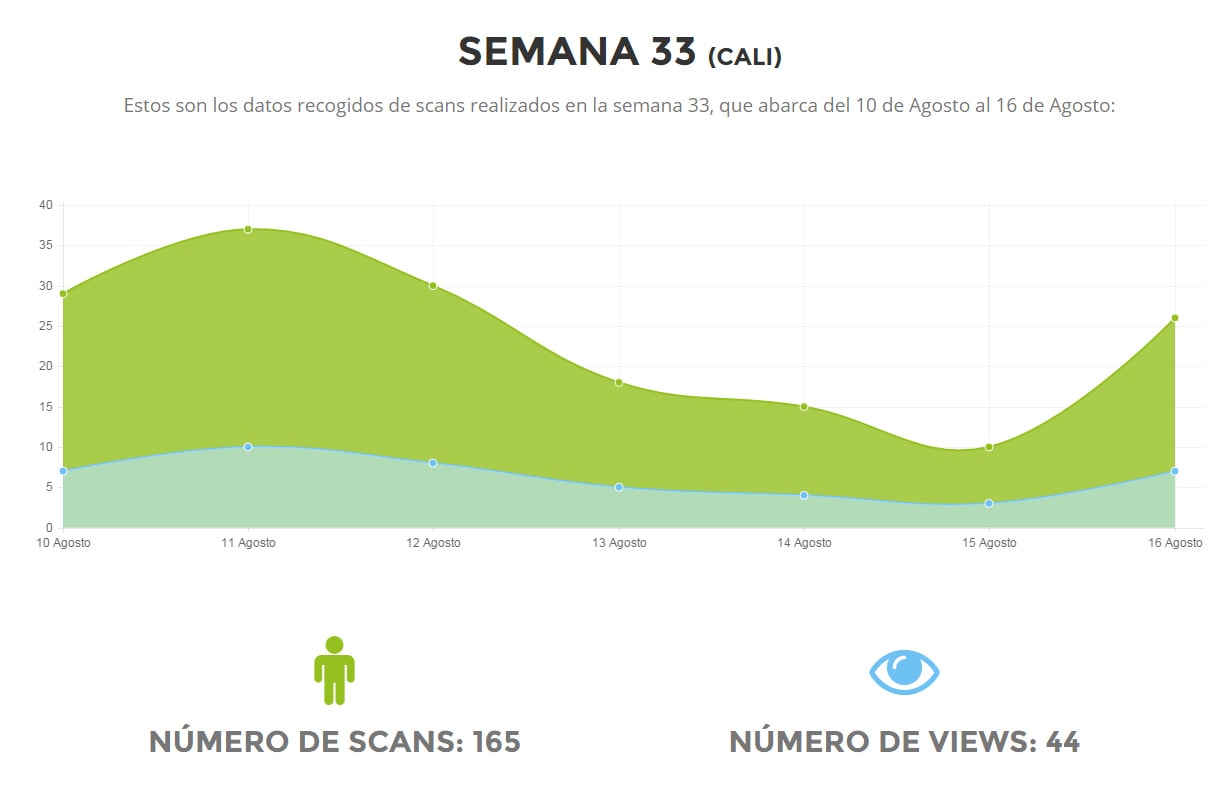 SEMANA 33 (CALI)
Estos son los datos recogidos de scans realizados en la semana 33, que abarca del 10 de Agosto al 16 de Agosto:
40
35
30
25
20
15
10
5
0
10 Agosto 11 Agosto 12 Agosto 13 Agosto 14 Agosto 15 Agosto 16 Agosto
NÚMERO DE SCANS: 165 NÚMERO DE VIEWS: 44